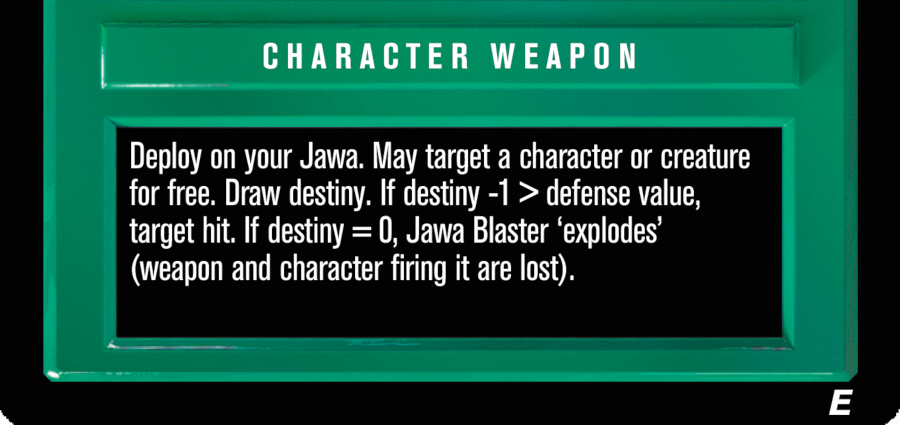 CHARACTER WEAPON
Deploy on your Jawa. May target a character or creature
for free. Draw destiny. If destiny -1 > defense value,
target hit. If destiny = 0, Jawa Blaster ‘explodes’
(weapon and character firing it are lost).
E